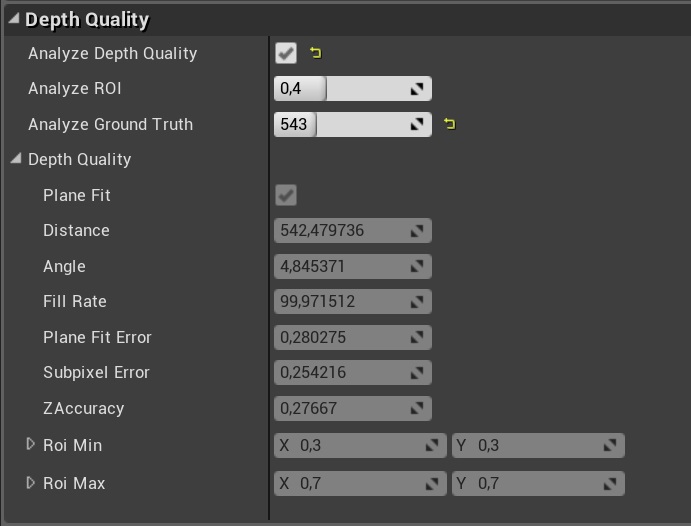 Depth Quality
Analyze Depth Quality
Analyze ROI 0,4
Analyze Ground Truth 543
Depth Quality
Plane Fit
Distance 542,479736
Angle 4,845371
Fill Rate 99,971512
Plane Fit Error 0,280275
Subpixel Error 0,254216
ZAccuracy 0,27667
Roi Min X 0,3 Y 0,3
Roi Max X 0,7 Y 0,7